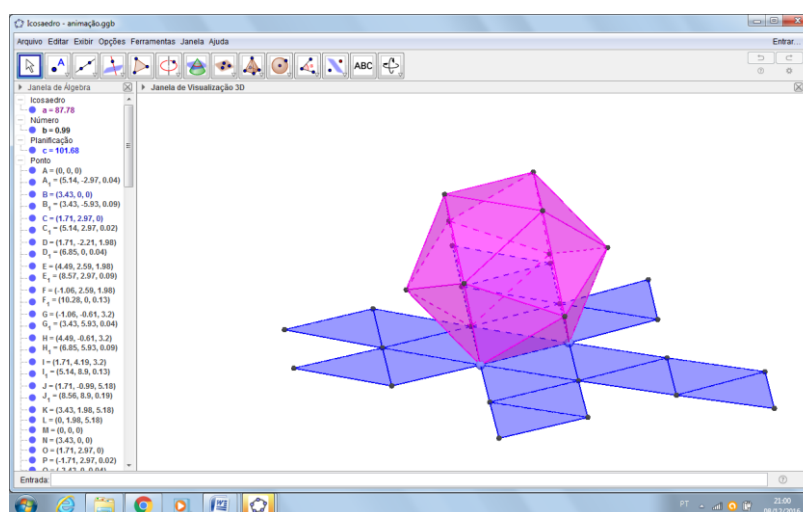 Icosaedro - animação.ggb
Arquivo Editar Exibir Opções Ferramentas Janela Ajuda
Entrar...
ABC
Janela de Álgebra
Janela de Visualização 3D
Icosaedro
a = 87.78
Número
b = 0.99
Planificação
c = 101.68
Ponto
A = (0, 0, 0)
A1 = (5.14, -2.97, 0.04)
B = (3.43, 0, 0)
B1 = (3.43, -5.93, 0.09)
C = (1.71, 2.97, 0)
C1 = (5.14, 2.97, 0.02)
D = (1.71, -2.21, 1.98)
D1 = (6.85, 0, 0.04)
E = (4.49, 2.59, 1.98)
E1 = (8.57, 2.97, 0.09)
F = (-1.06, 2.59, 1.98)
F1 = (10.28, 0, 0.13)
G = (-1.06, -0.61, 3.2)
G1 = (3.43, 5.93, 0.04)
H = (4.49, -0.61, 3.2)
H1 = (6.85, 5.93, 0.09)
I = (1.71, 4.19, 3.2)
I1 = (5.14, 8.9, 0.13)
J = (1.71, -0.99, 5.18)
J1 = (8.56, 8.9, 0.19)
K = (3.43, 1.98, 5.18)
L = (0, 1.98, 5.18)
M = (0, 0, 0)
N = (3.43, 0, 0)
O = (1.71, 2.97, 0)
P = (-1.71, 2.97, 0.02)
Entrada:
PT
21:00